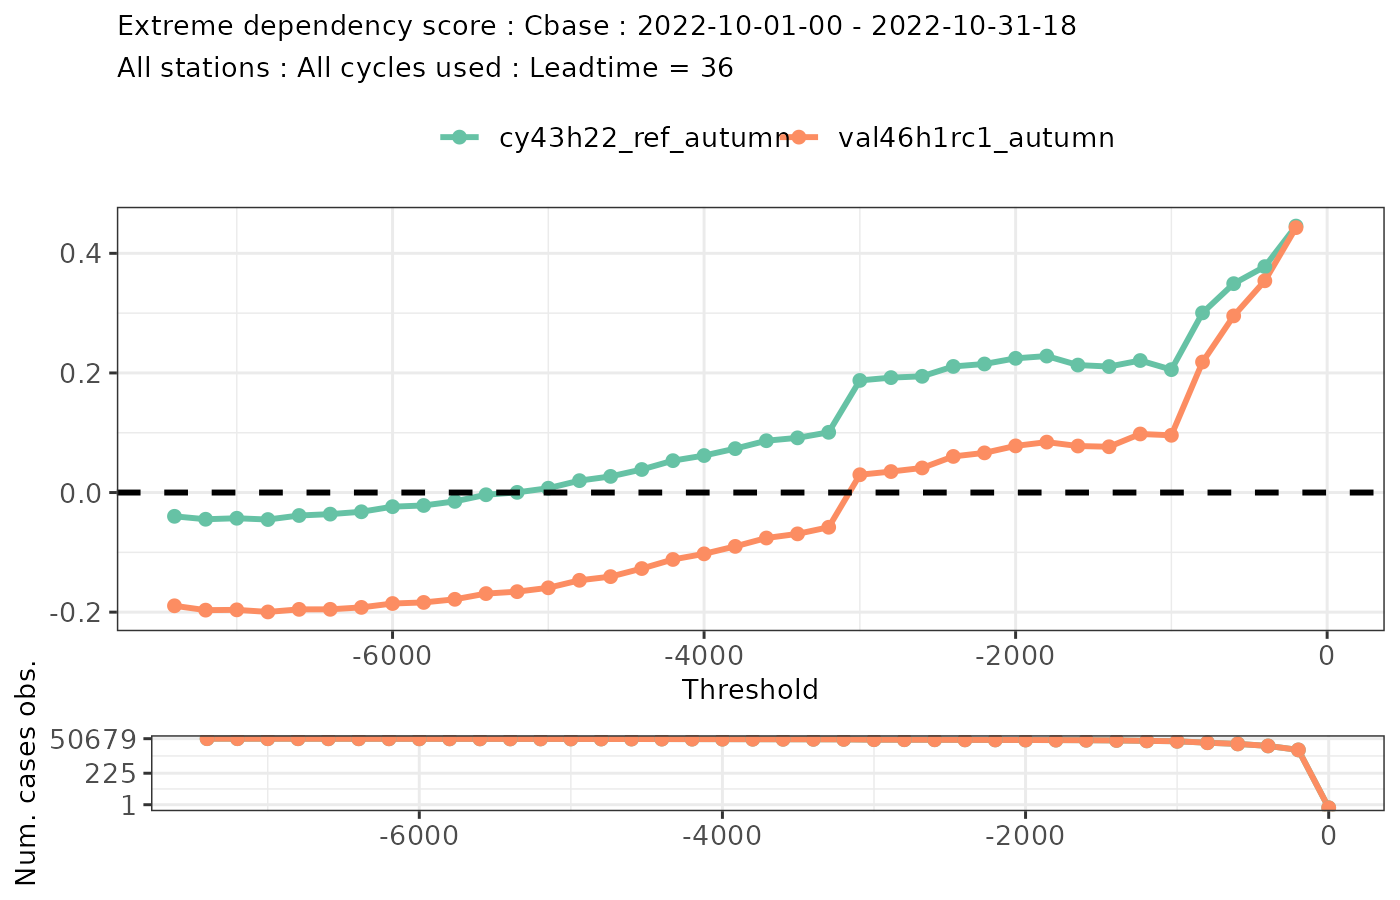 Extreme dependency score : Cbase : 2022-10-01-00 - 2022-10-31-18
All stations : All cycles used : Leadtime = 36
cy43h22_ref_autumn val46h1rc1_autumn
0.4
0.2
0.0
-0.2
-6000 -4000 -2000 0
Threshold
Num. cases obs.
50679
225
1
-6000 -4000 -2000 0